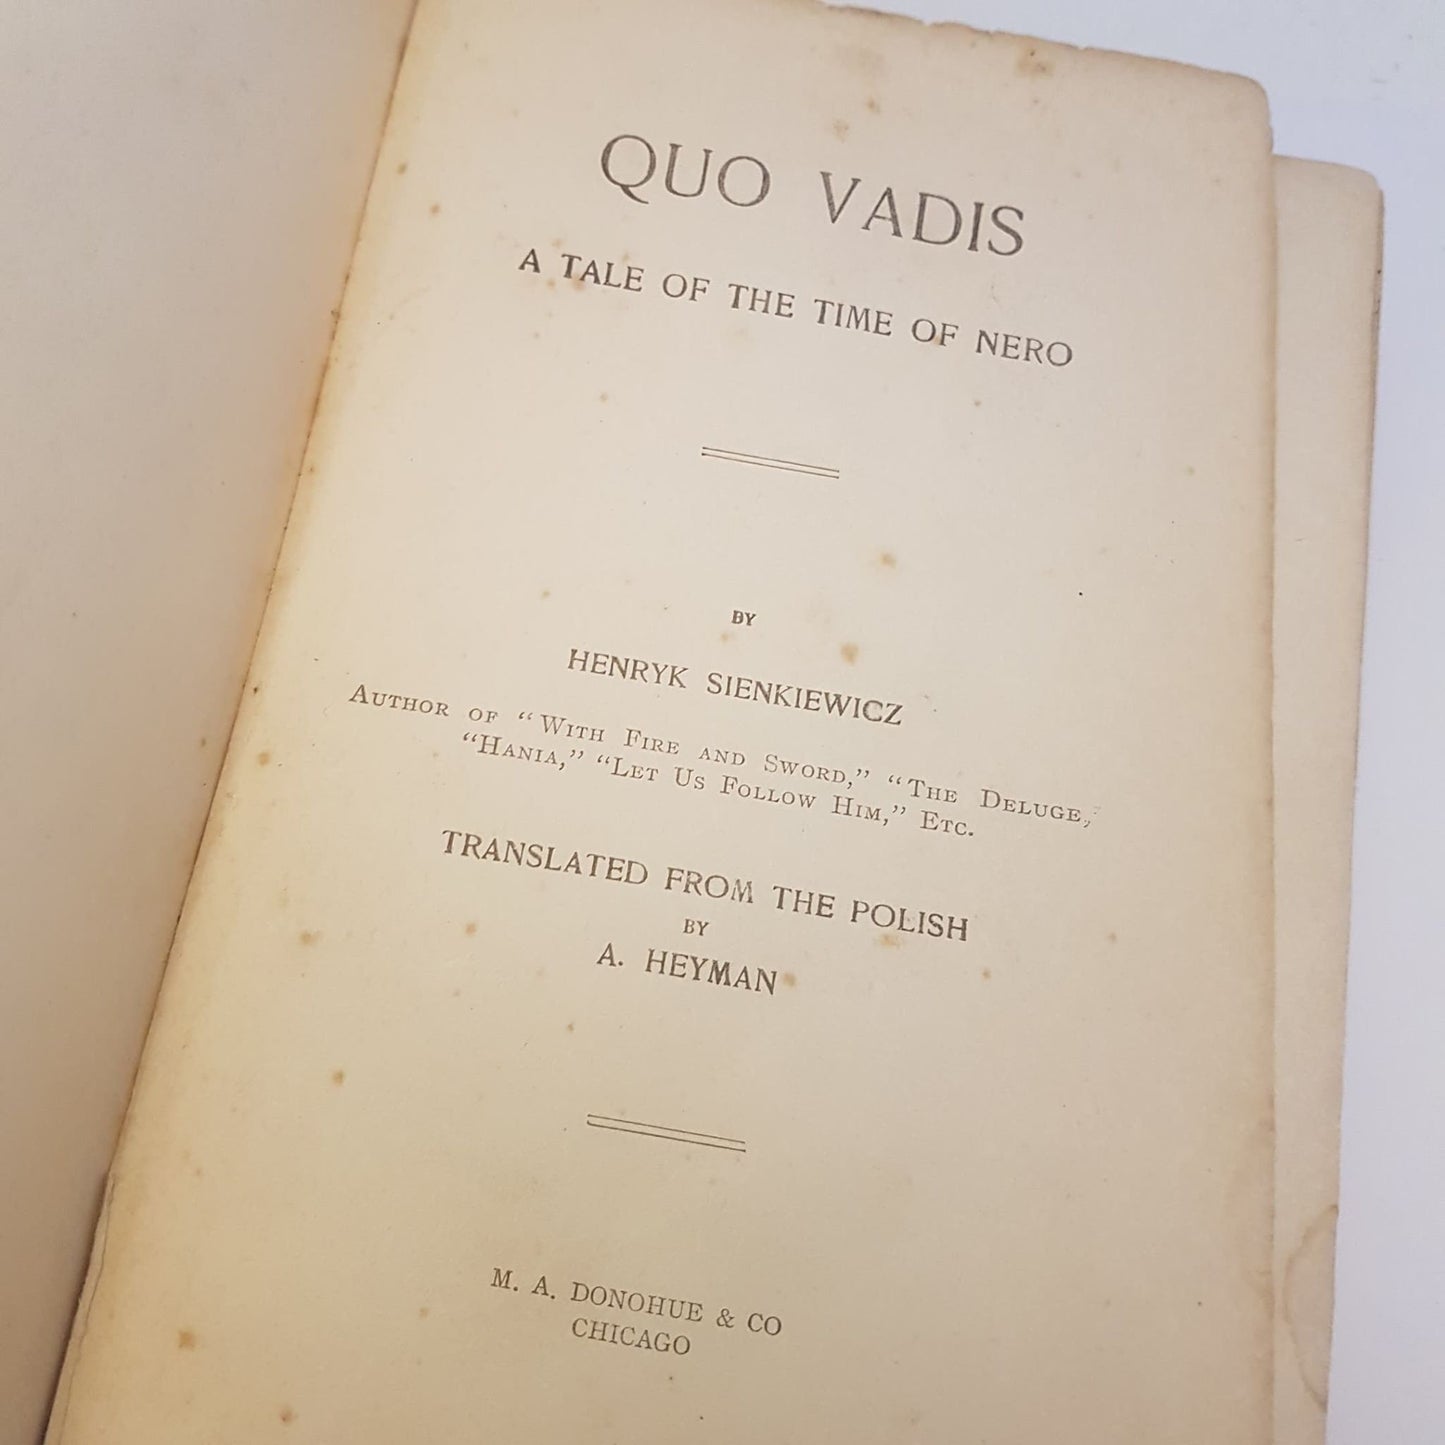 QUO VADIS
A TALE OF THE TIME OF NERO
BY
HENRYK SIENKIEWICZ
AUTHOR OF "WITH FIRE AND SWORD," "THE DELUGE,"
"HANIA," "LET US FOLLOW HIM," ETC.
TRANSLATED FROM THE POLISH
BY
A. HEYMAN
M. A. DONOHUE & CO
CHICAGO